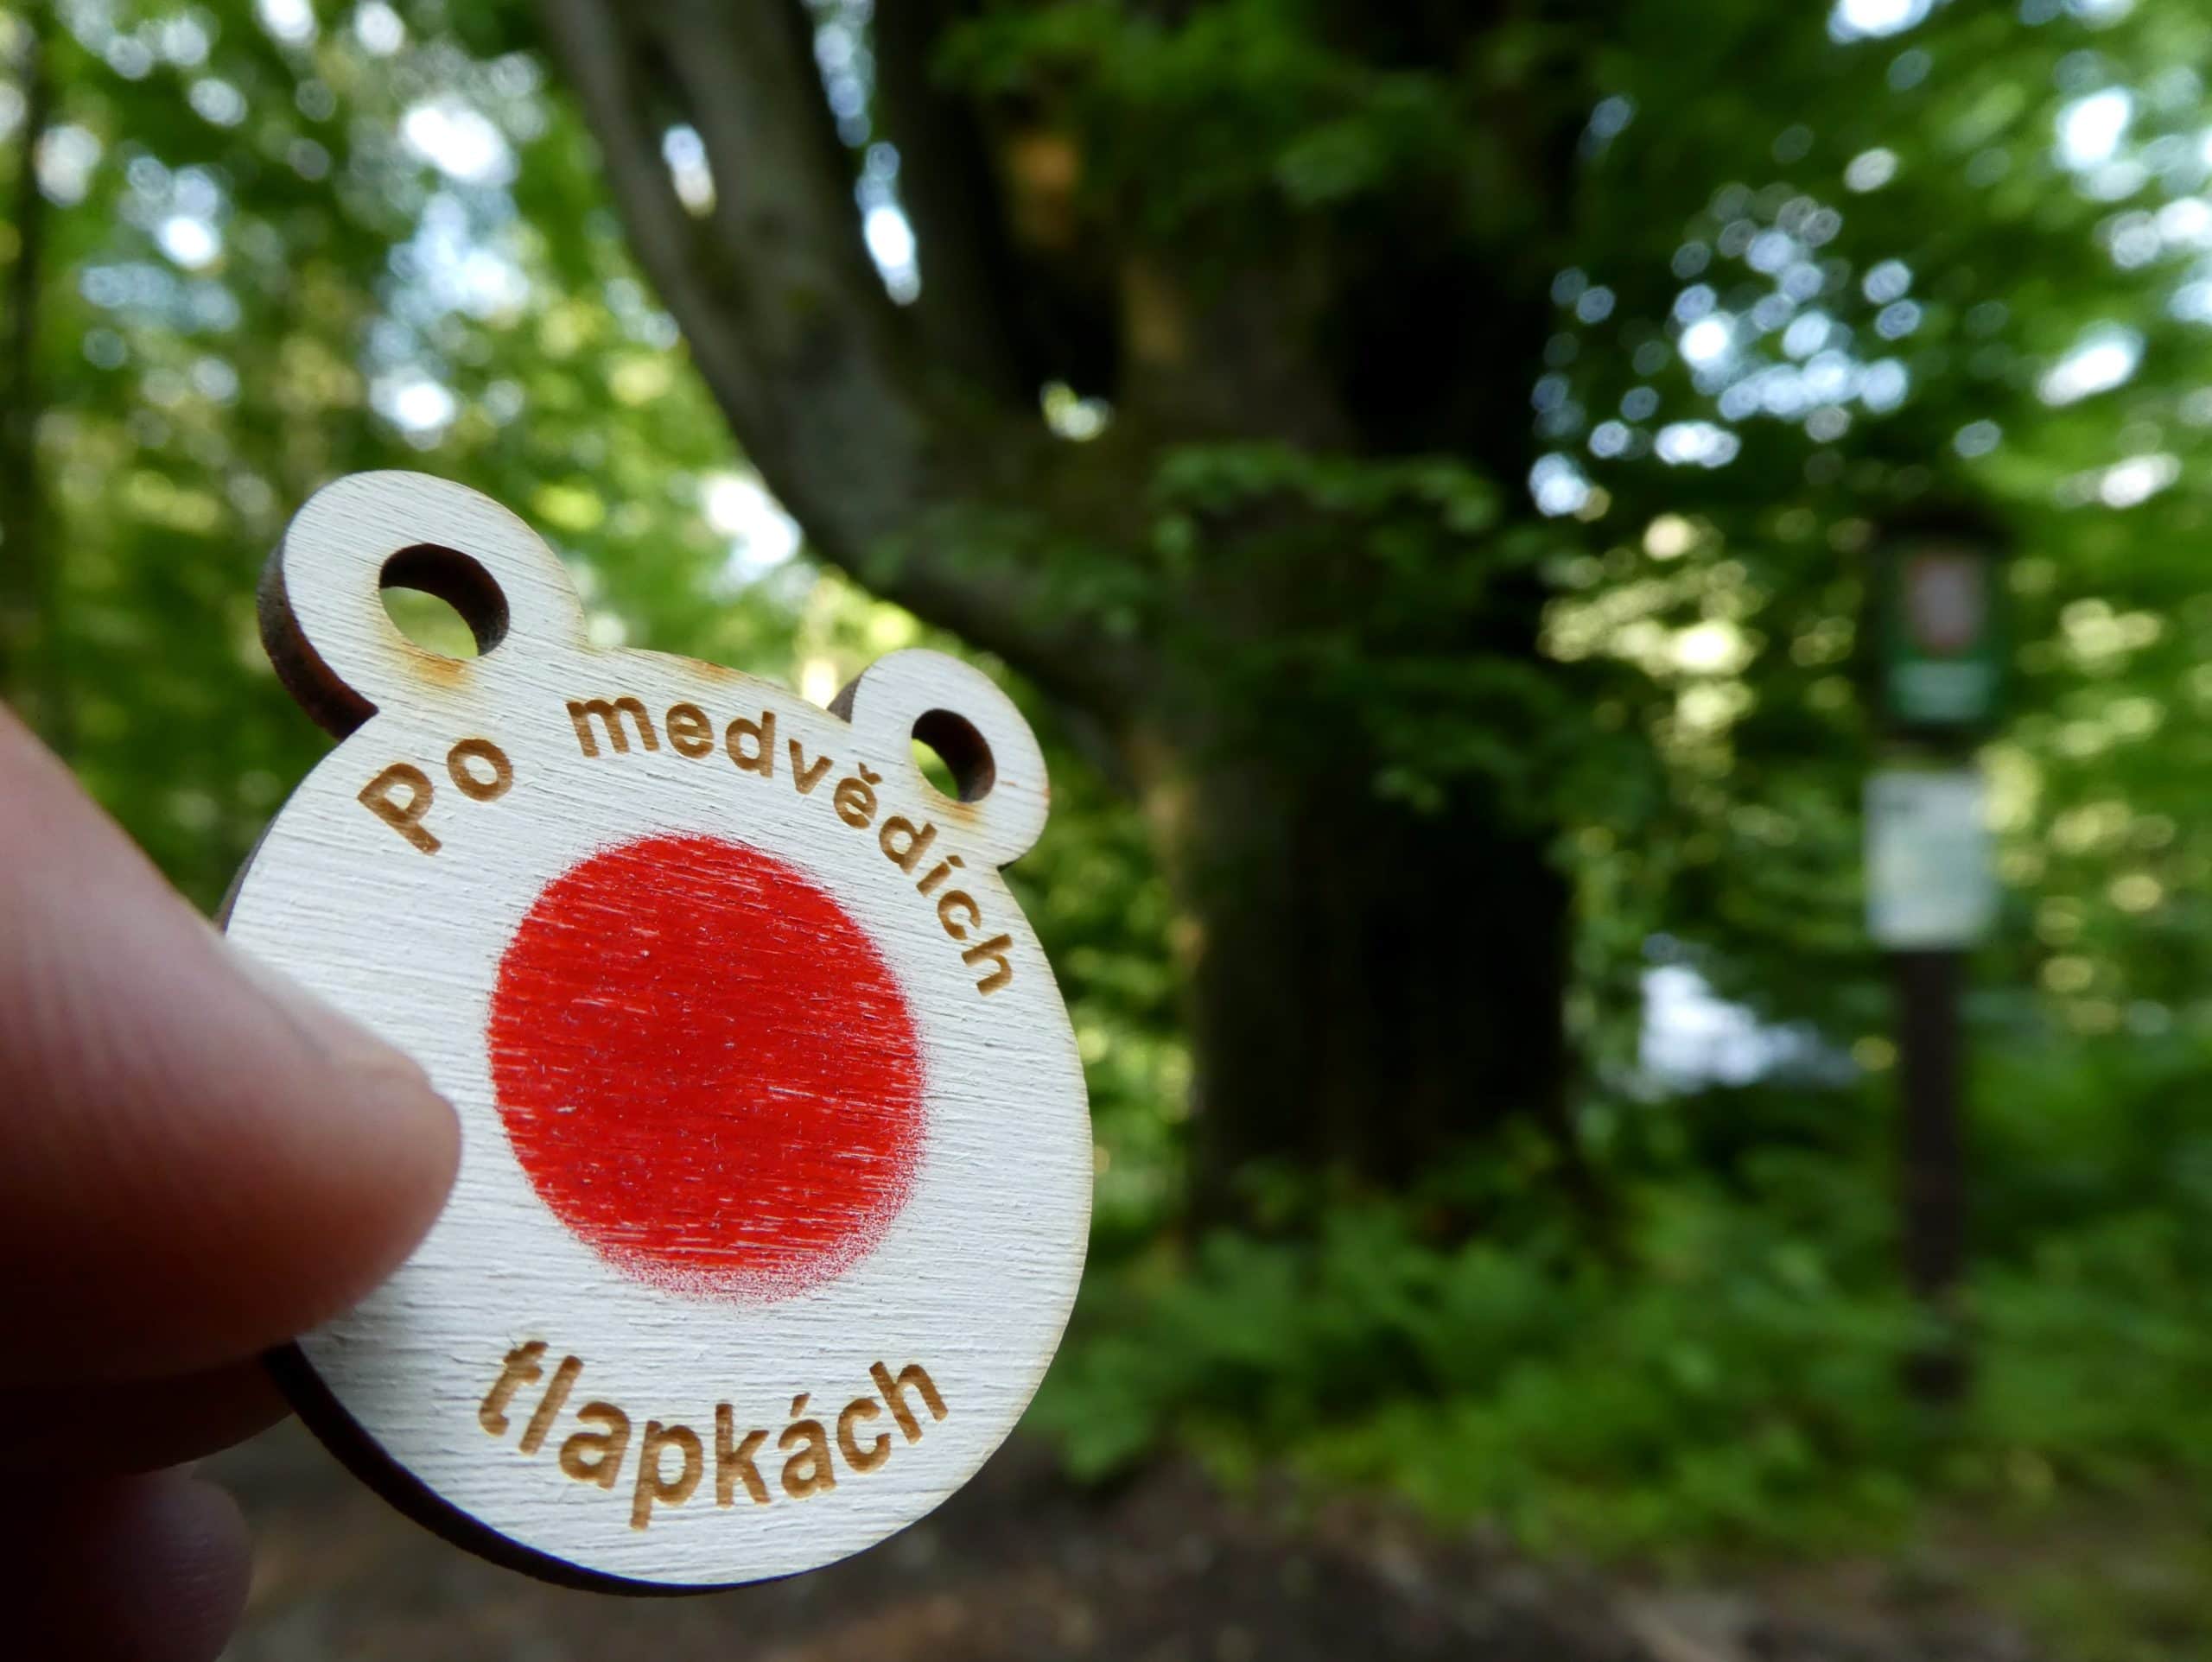 Po medvědích
tlapkách